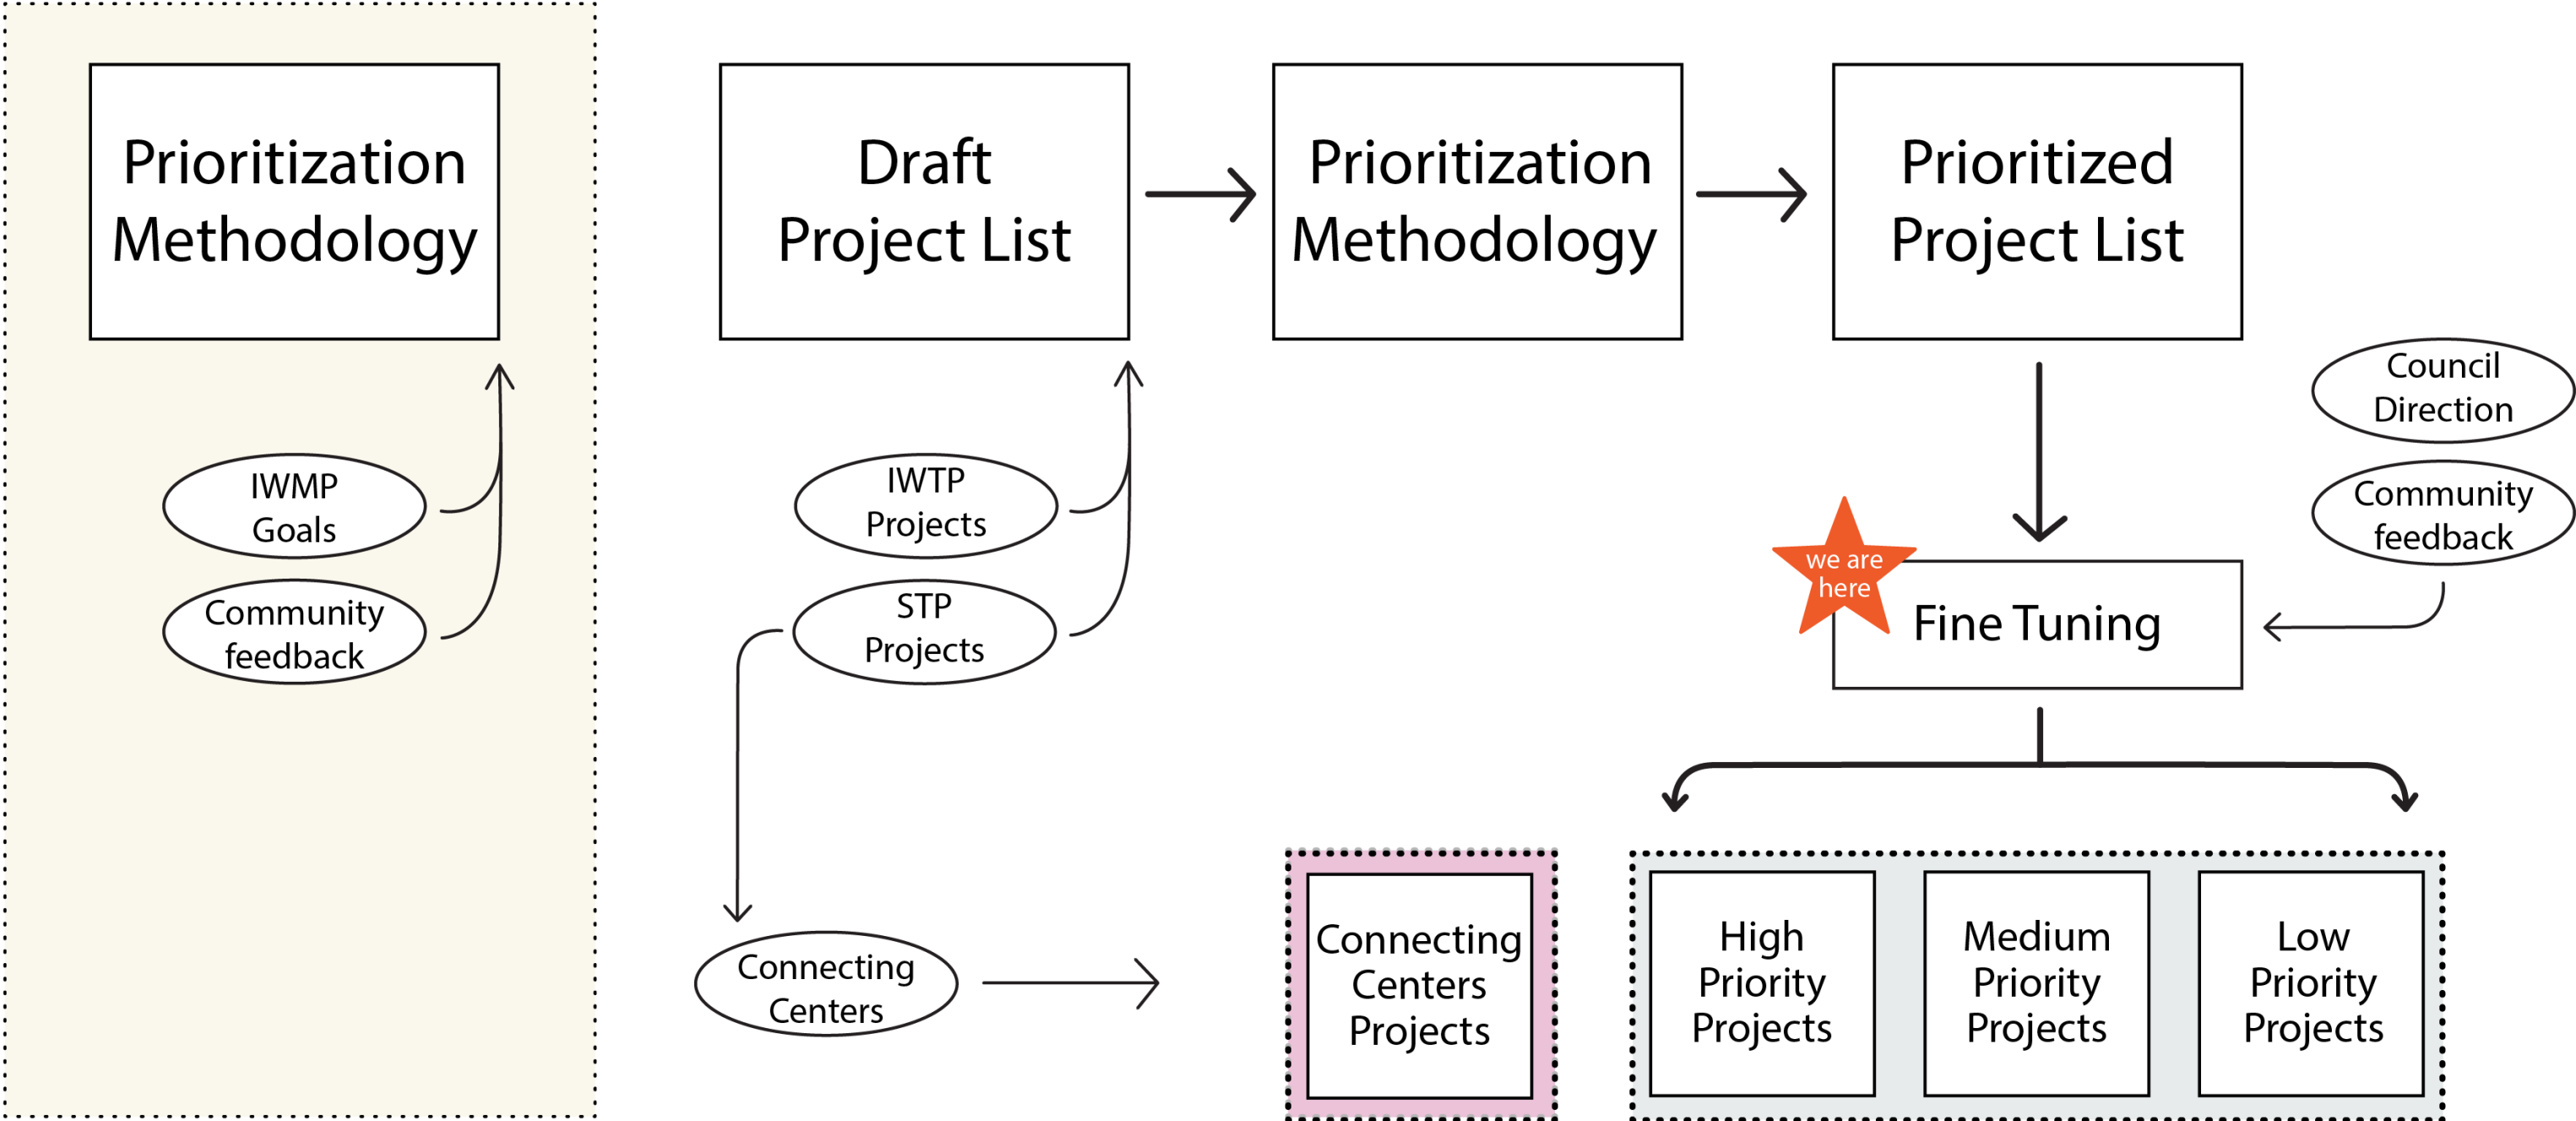 Prioritization
Methodology
IWMP
Goals
Community
feedback
Draft
Project List
Prioritization
Methodology
Prioritized
Project List
IWTP
Projects
STP
Projects
Council
Direction
Community
feedback
we are
here
Fine Tuning
Connecting
Centers
Connecting
Centers
Projects
High
Priority
Projects
Medium
Priority
Projects
Low
Priority
Projects